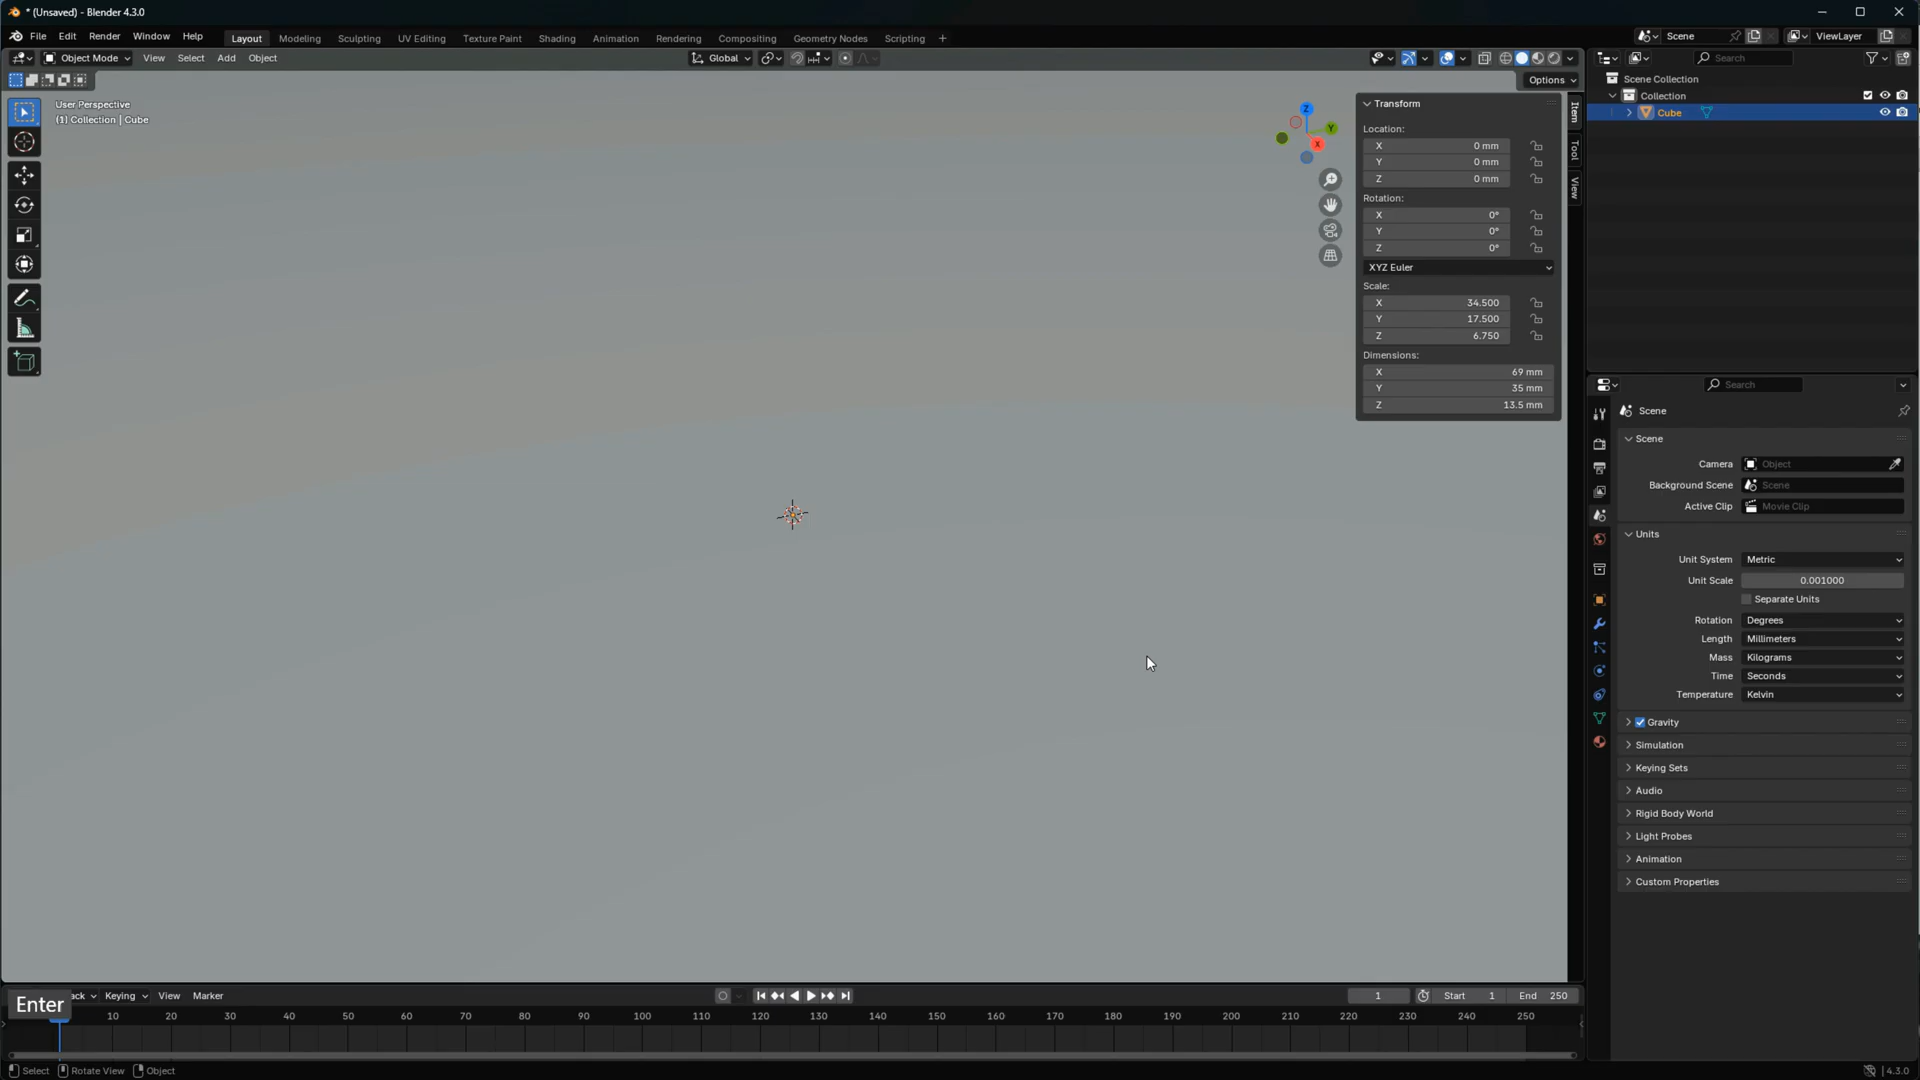 * (Unsaved) - Blender 4.3.0
File Edit Render Window Help
Layout Modeling Sculpting UV Editing Texture Paint Shading Animation Rendering Compositing Geometry Nodes Scripting +
Scene
ViewLayer
Object Mode View Select Add Object
Global
Search
Options
User Perspective
(1) Collection | Cube
Z
Y
X
Transform
Location:
X 0 mm
Y 0 mm
Z 0 mm
Rotation:
X 0°
Y 0°
Z 0°
XYZ Euler
Scale:
X 34.500
Y 17.500
Z 6.750
Dimensions:
X 69 mm
Y 35 mm
Z 13.5 mm
Item
Tool
View
Scene Collection
Collection
Cube
Search
Scene
Scene
Camera Object
Background Scene Scene
Active Clip Movie Clip
Units
Unit System Metric
Unit Scale 0.001000
Separate Units
Rotation Degrees
Length Millimeters
Mass Kilograms
Time Seconds
Temperature Kelvin
Gravity
Simulation
Keying Sets
Audio
Rigid Body World
Light Probes
Animation
Custom Properties
Enter
Keying View Marker
1 Start 1 End 250
10 20 30 40 50 60 70 80 90 100 110 120 130 140 150 160 170 180 190 200 210 220 230 240 250
Select Rotate View Object
4.3.0